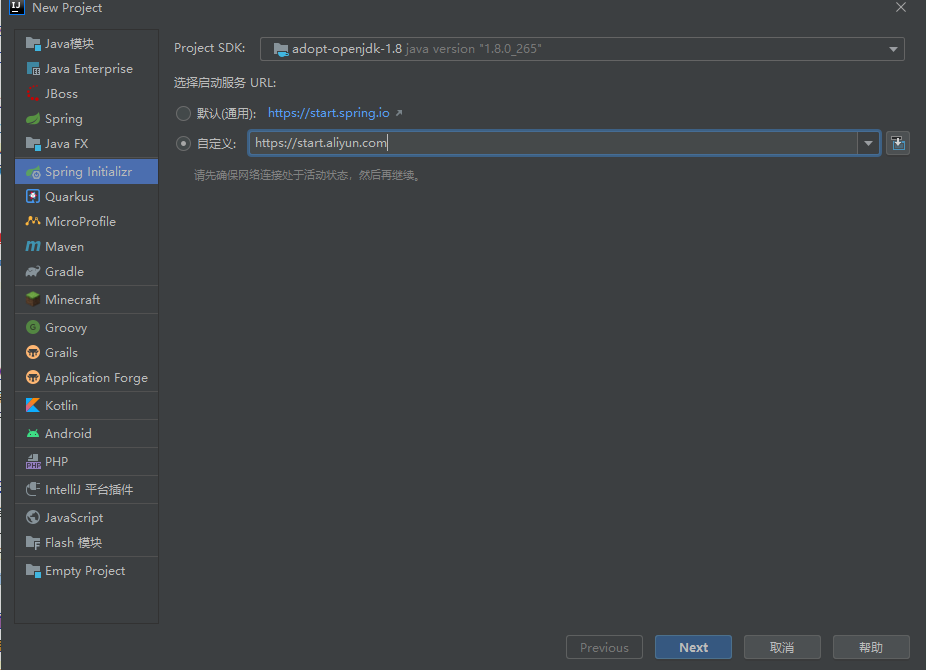 New Project
Java模块
Java Enterprise
JBoss
Spring
Java FX
Spring Initializr
Quarkus
MicroProfile
Maven
Gradle
Minecraft
Groovy
Grails
Application Forge
Kotlin
Android
PHP
IntelliJ 平台插件
JavaScript
Flash 模块
Empty Project
Project SDK: adopt-openjdk-1.8 java version "1.8.0_265"
选择启动服务 URL:
默认(通用): https://start.spring.io
自定义: https://start.aliyun.com
请先确保网络连接处于活动状态，然后再继续。
Previous Next 取消 帮助